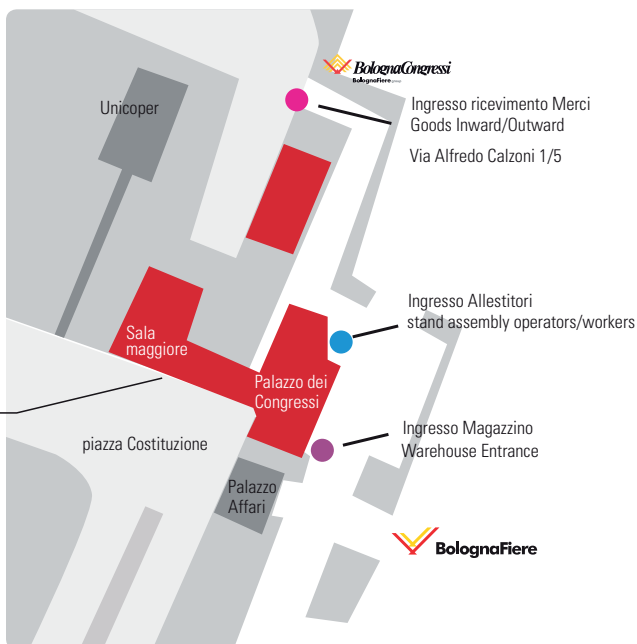 BolognaCongressi
BolognaFiere group
Unicoper
Ingresso ricevimento Merci
Goods Inward/Outward
Via Alfredo Calzoni 1/5
Ingresso Allestitori
stand assembly operators/workers
Sala
maggiore
Palazzo dei
Congressi
Ingresso Magazzino
Warehouse Entrance
piazza Costituzione
Palazzo
Affari
BolognaFiere